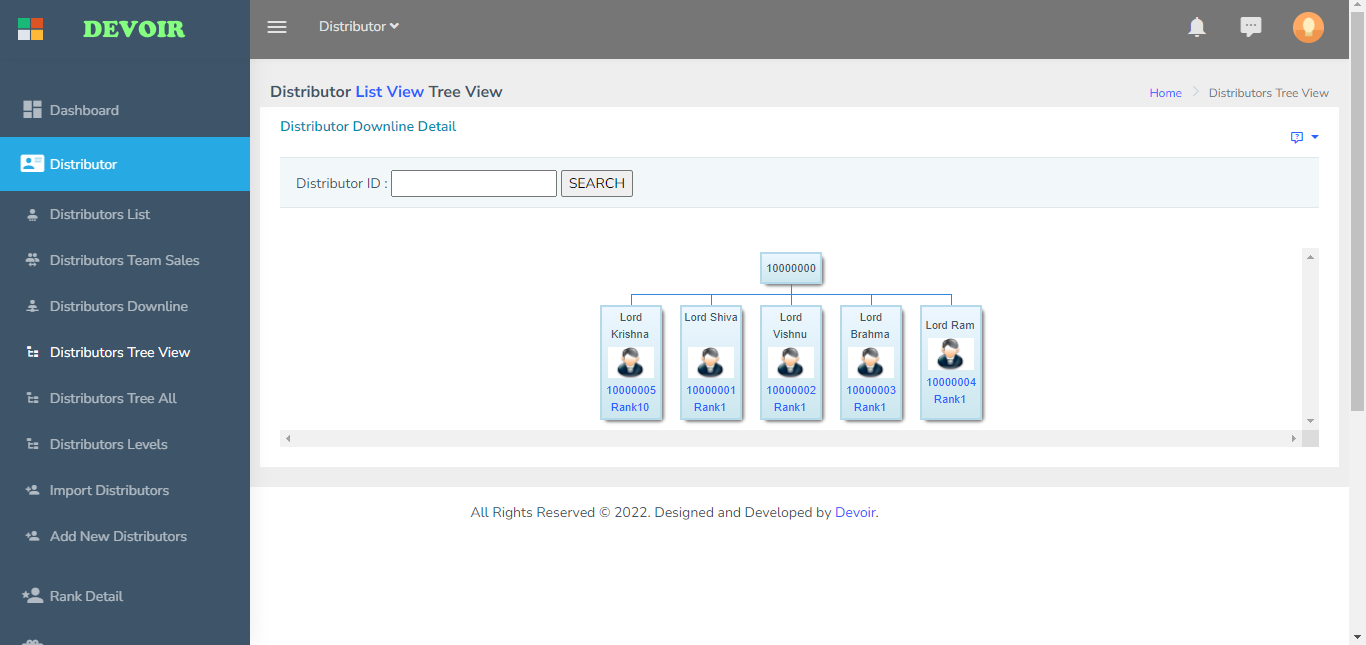 DEVOIR
Distributor
Dashboard
Distributor
Distributors List
Distributors Team Sales
Distributors Downline
Distributors Tree View
Distributors Tree All
Distributors Levels
Import Distributors
Add New Distributors
Rank Detail
Distributor List View Tree View
Home > Distributors Tree View
Distributor Downline Detail
Distributor ID : SEARCH
10000000
Lord
Krishna
10000005
Rank10
Lord Shiva
10000001
Rank1
Lord
Vishnu
10000002
Rank1
Lord
Brahma
10000003
Rank1
Lord Ram
10000004
Rank1
All Rights Reserved © 2022. Designed and Developed by Devoir.